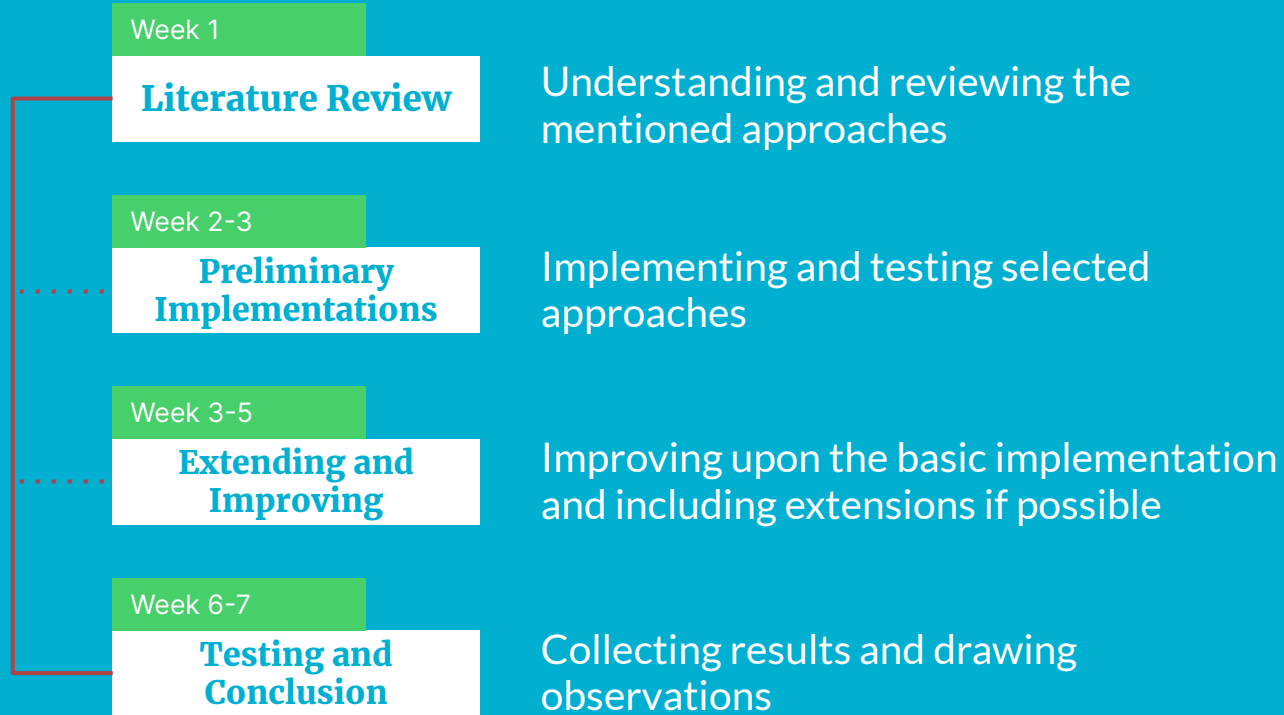 Week 1
Literature Review
Understanding and reviewing the
mentioned approaches
Week 2-3
Preliminary
Implementations
Implementing and testing selected
approaches
Week 3-5
Extending and
Improving
Improving upon the basic implementation
and including extensions if possible
Week 6-7
Testing and
Conclusion
Collecting results and drawing
observations